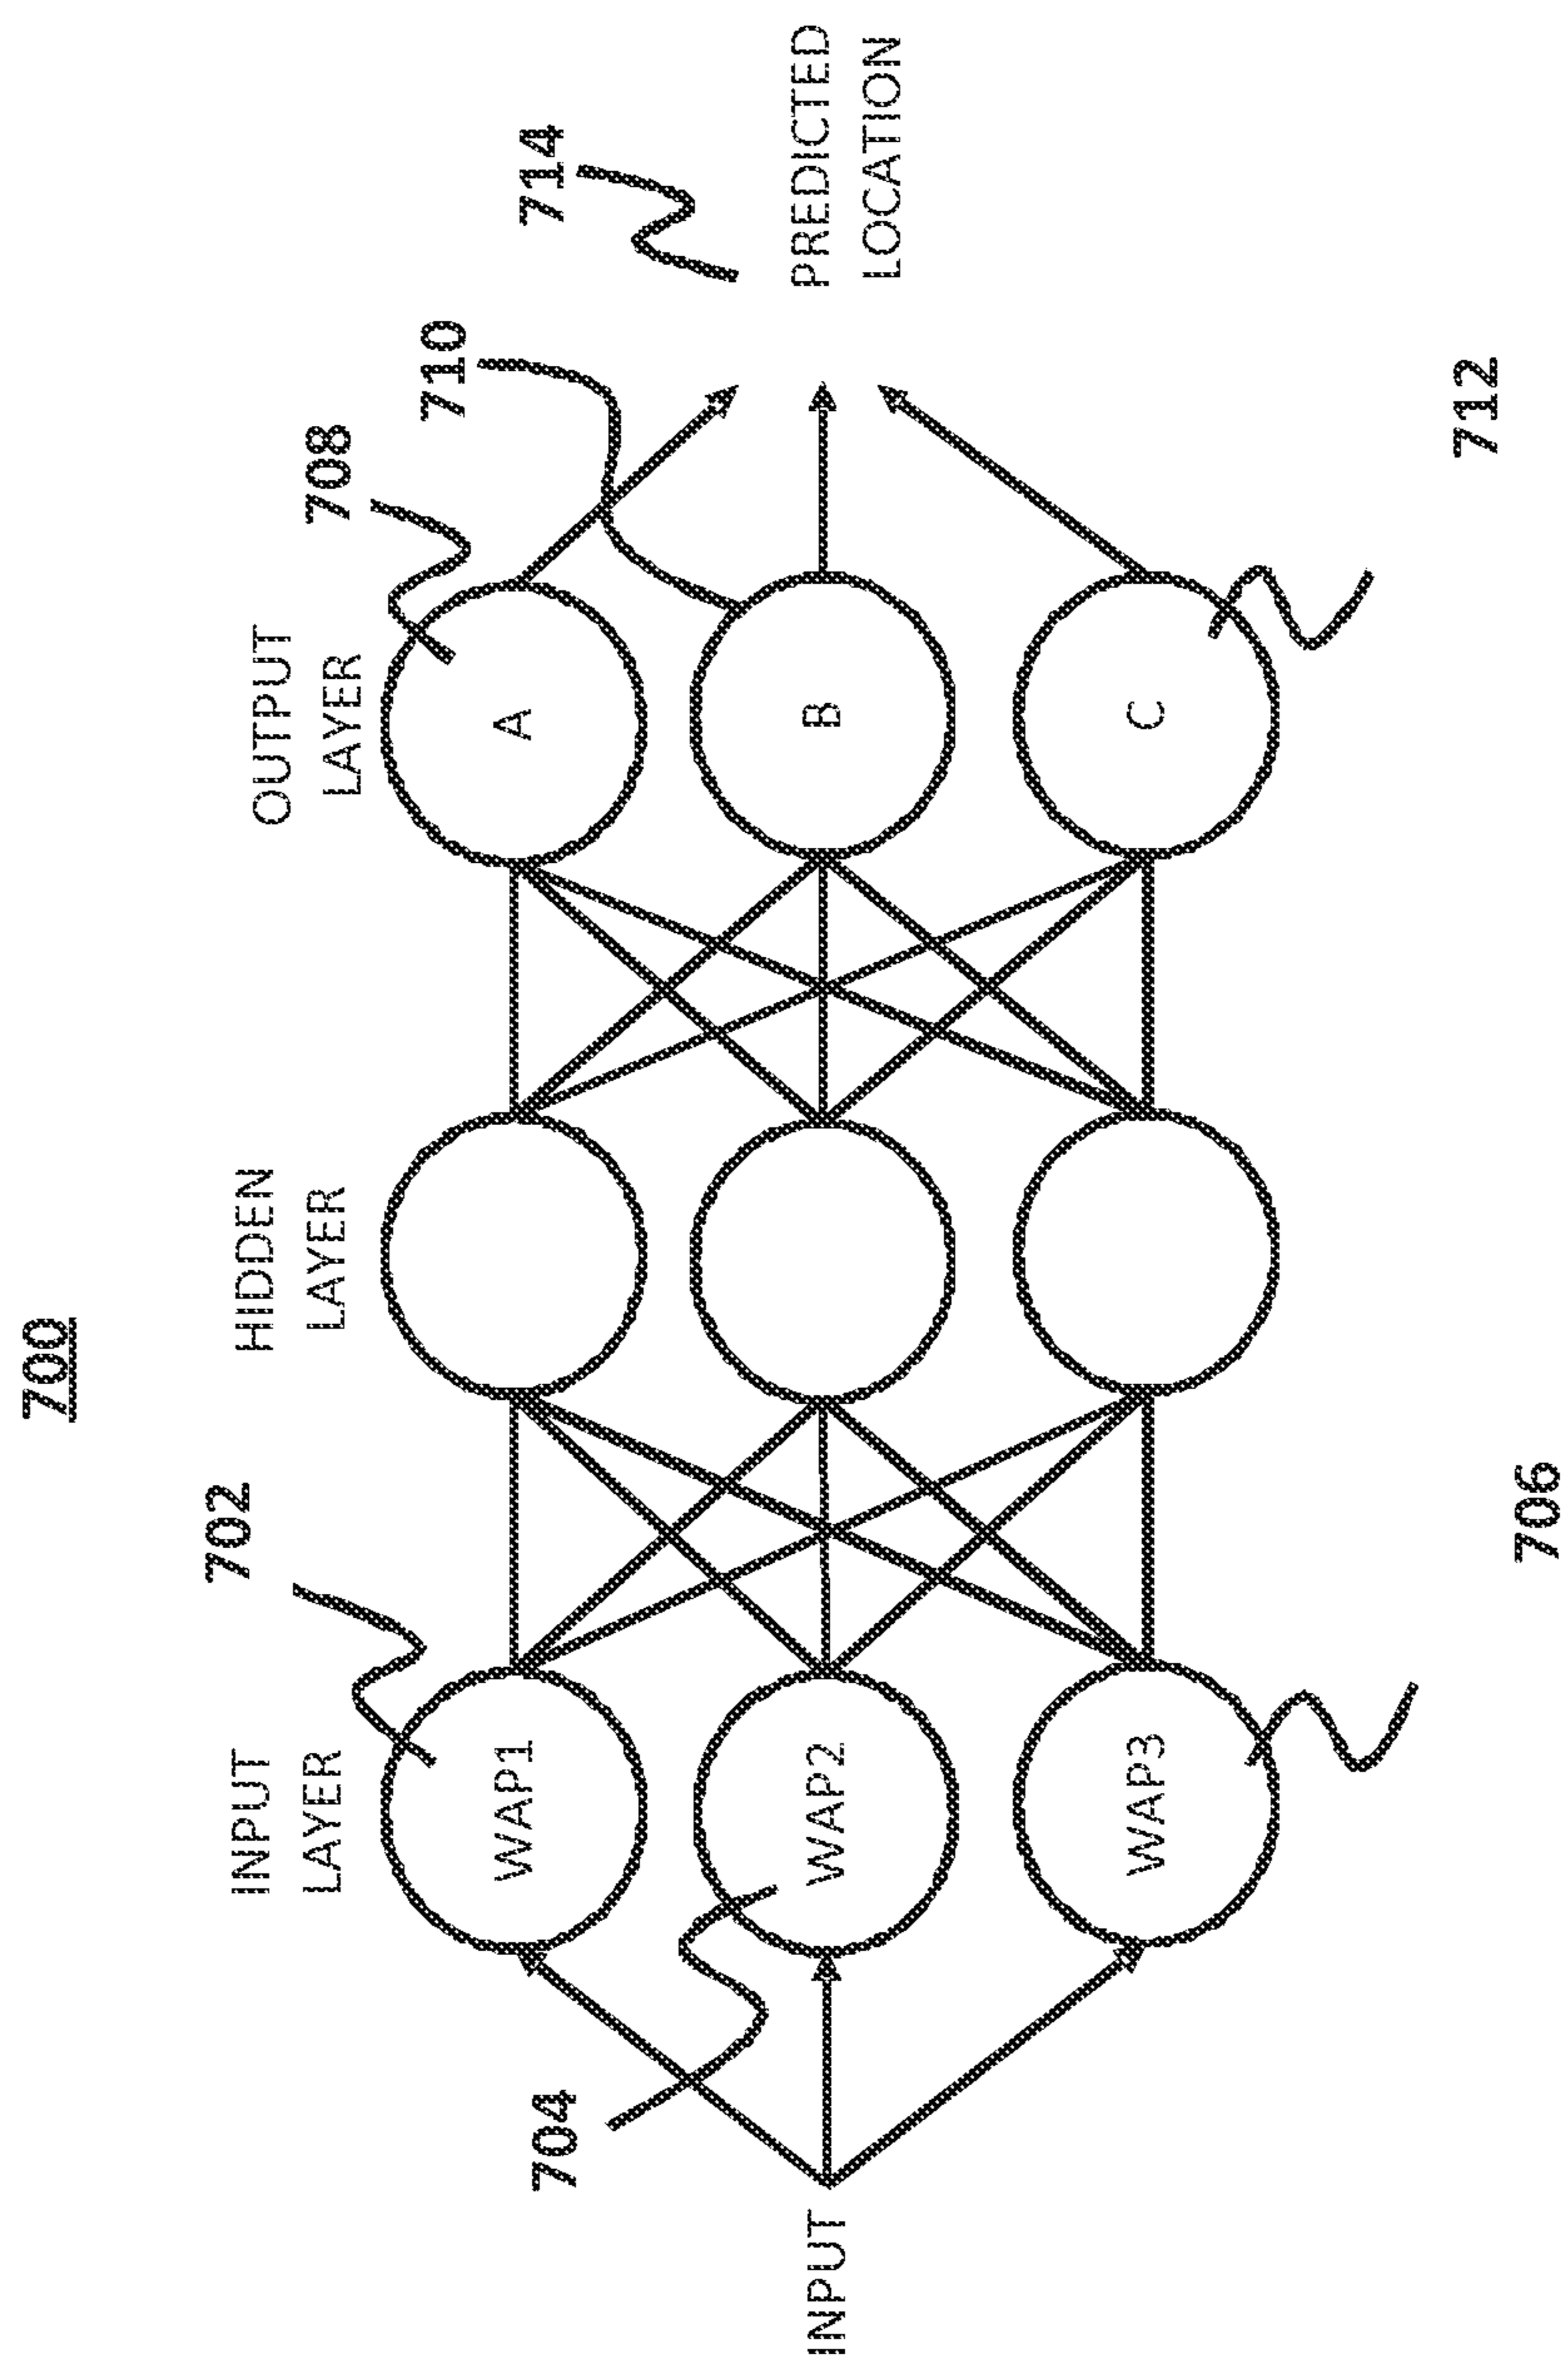 700
702
INPUT
LAYER
HIDDEN
LAYER
OUTPUT
LAYER
708
710
714
704
WAP1
A
INPUT
WAP2
B
PREDICTED
LOCATION
WAP3
C
706
712